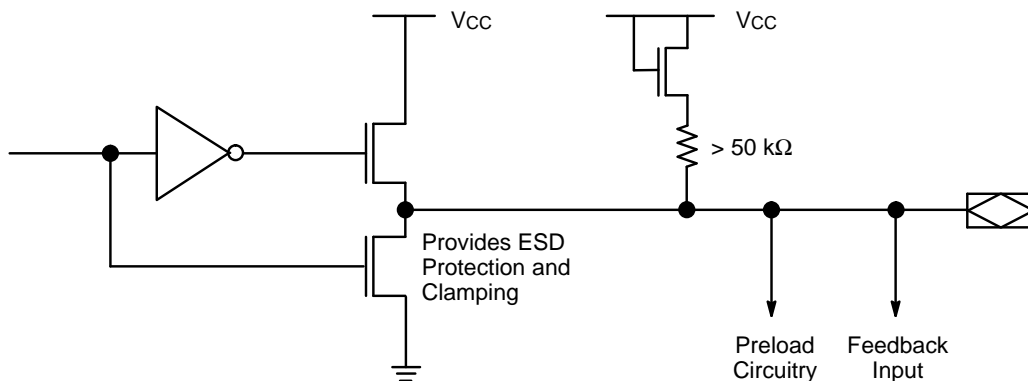 VCC
VCC
> 50 kΩ
Provides ESD
Protection and
Clamping
Preload
Circuitry
Feedback
Input